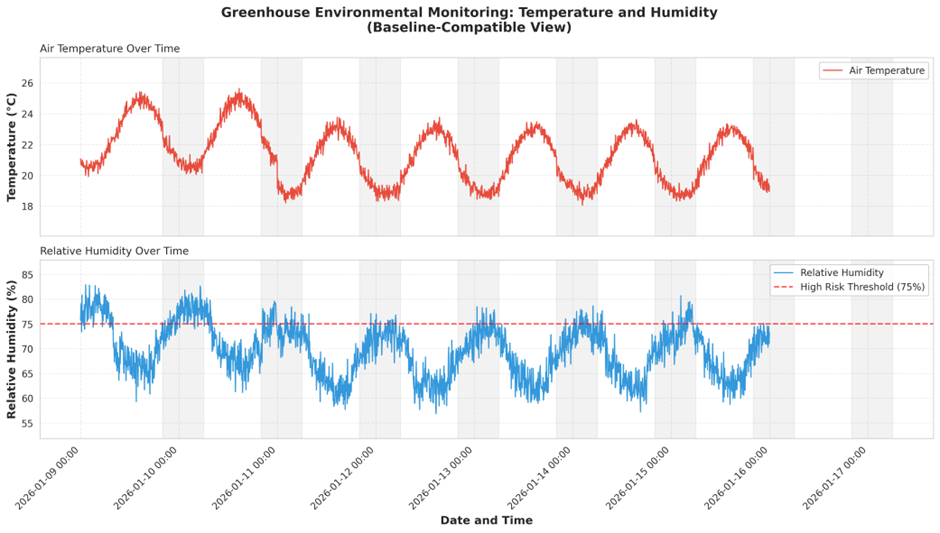 Greenhouse Environmental Monitoring: Temperature and Humidity
(Baseline-Compatible View)
Air Temperature Over Time
Air Temperature
Temperature (°C)
26
24
22
20
18
Relative Humidity Over Time
Relative Humidity
High Risk Threshold (75%)
Relative Humidity (%)
85
80
75
70
65
60
55
2026-01-09 00:00
2026-01-10 00:00
2026-01-11 00:00
2026-01-12 00:00
2026-01-13 00:00
2026-01-14 00:00
2026-01-15 00:00
2026-01-16 00:00
2026-01-17 00:00
Date and Time